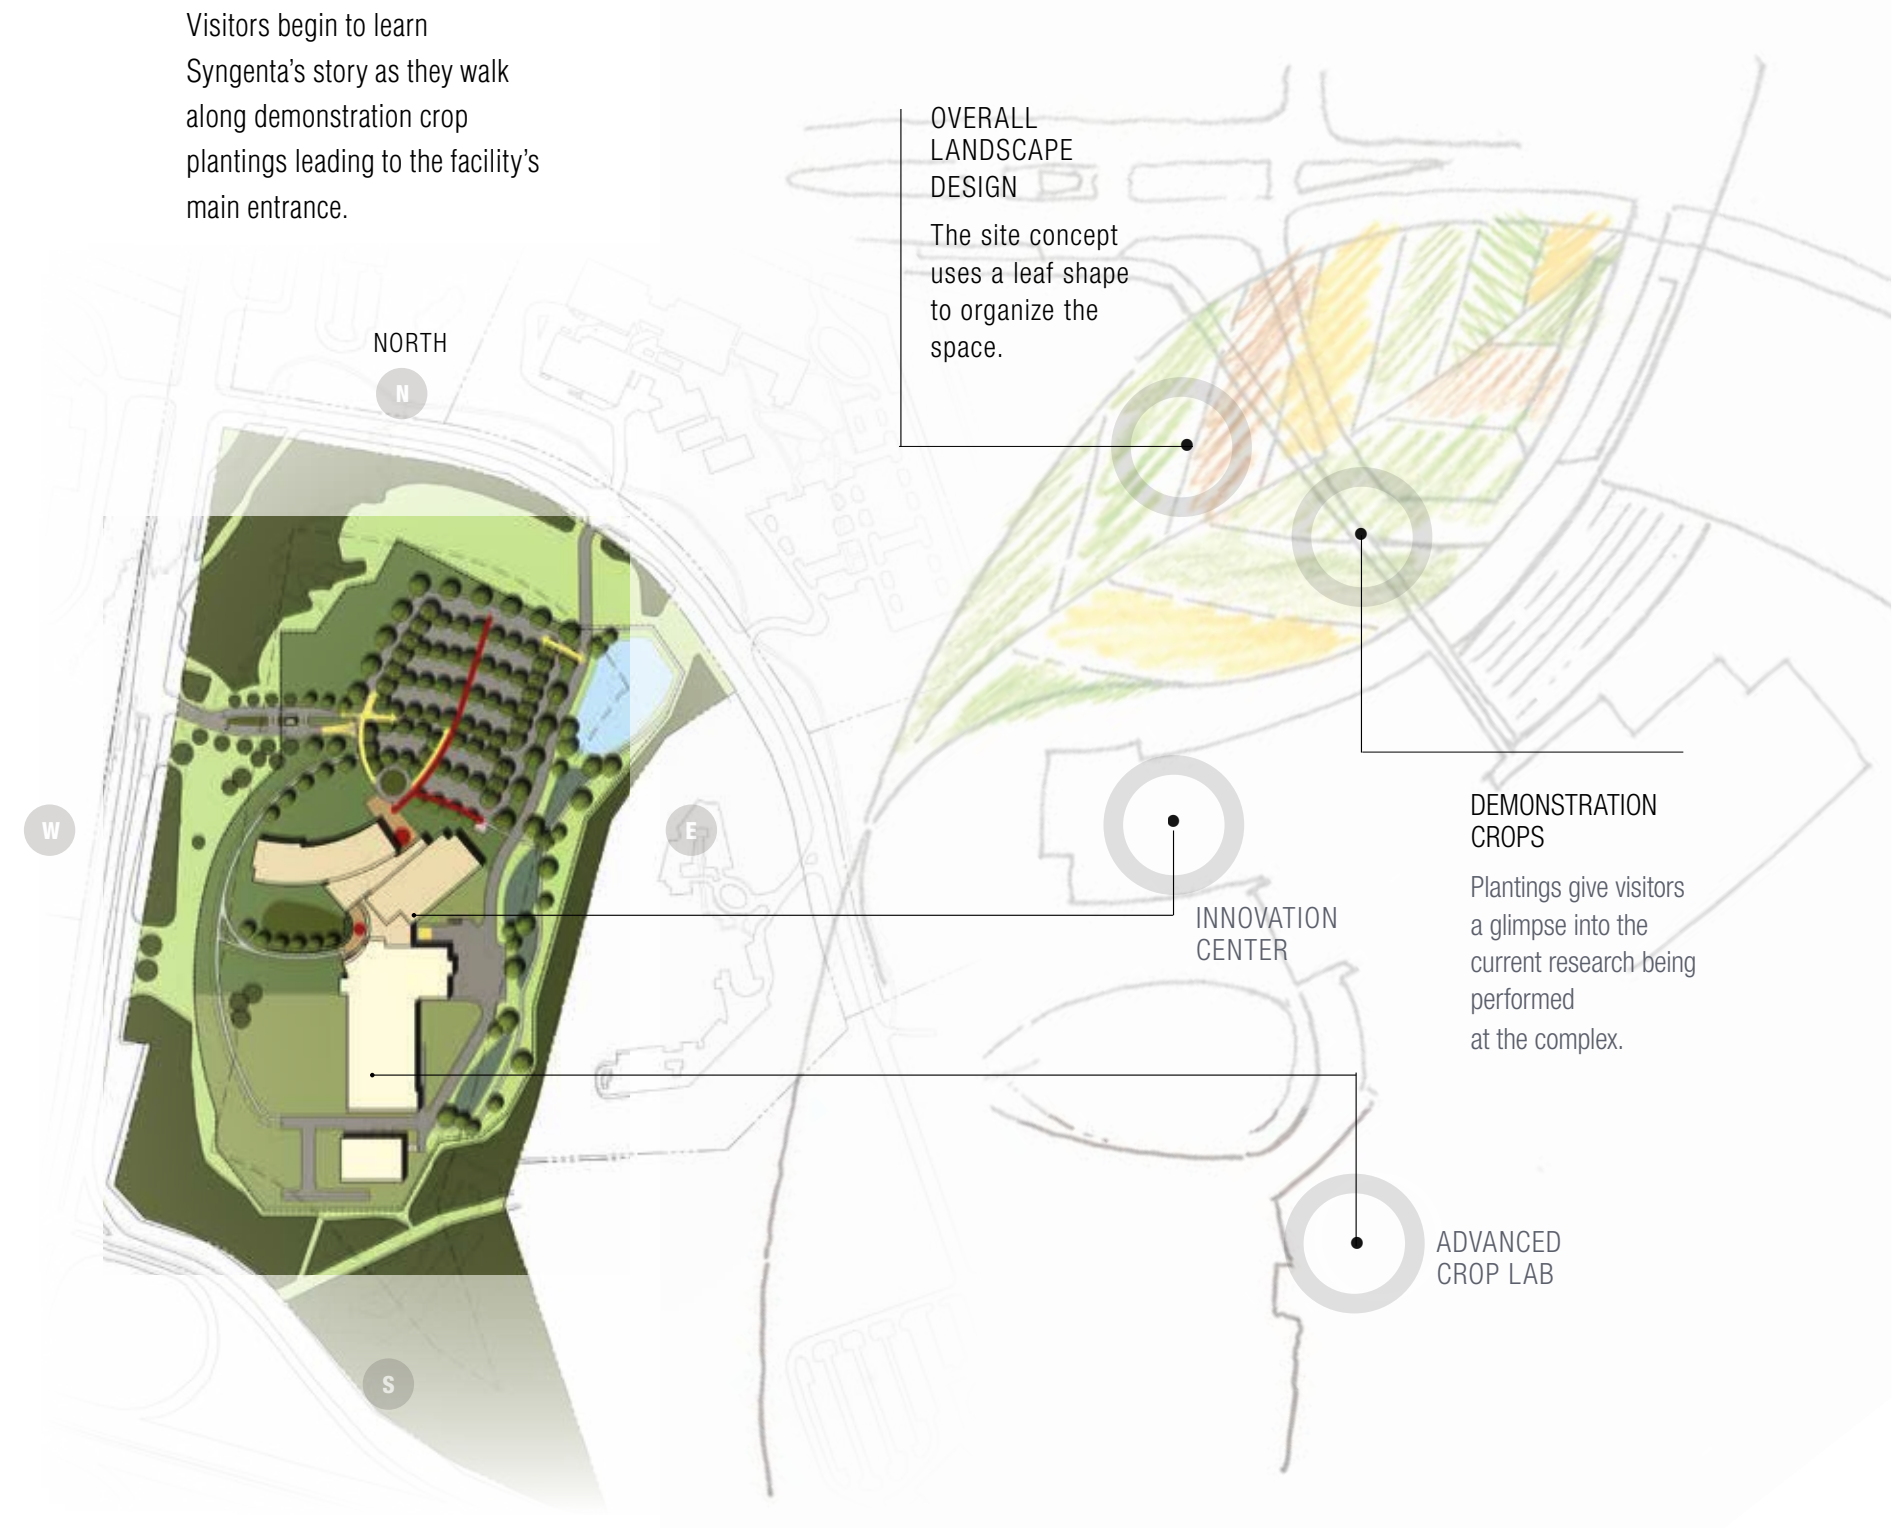 Visitors begin to learn
Syngenta’s story as they walk
along demonstration crop
plantings leading to the facility’s
main entrance.
OVERALL
LANDSCAPE
DESIGN
The site concept
uses a leaf shape
to organize the
space.
NORTH
N
W
E
S
DEMONSTRATION
CROPS
Plantings give visitors
a glimpse into the
current research being
performed
at the complex.
INNOVATION
CENTER
ADVANCED
CROP LAB